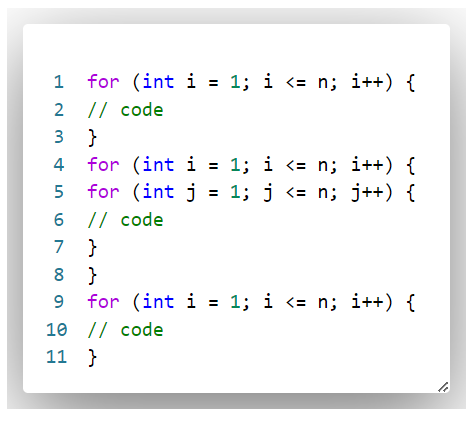 1 for (int i = 1; i <= n; i++) {
2 // code
3 }
4 for (int i = 1; i <= n; i++) {
5 for (int j = 1; j <= n; j++) {
6 // code
7 }
8 }
9 for (int i = 1; i <= n; i++) {
10 // code
11 }